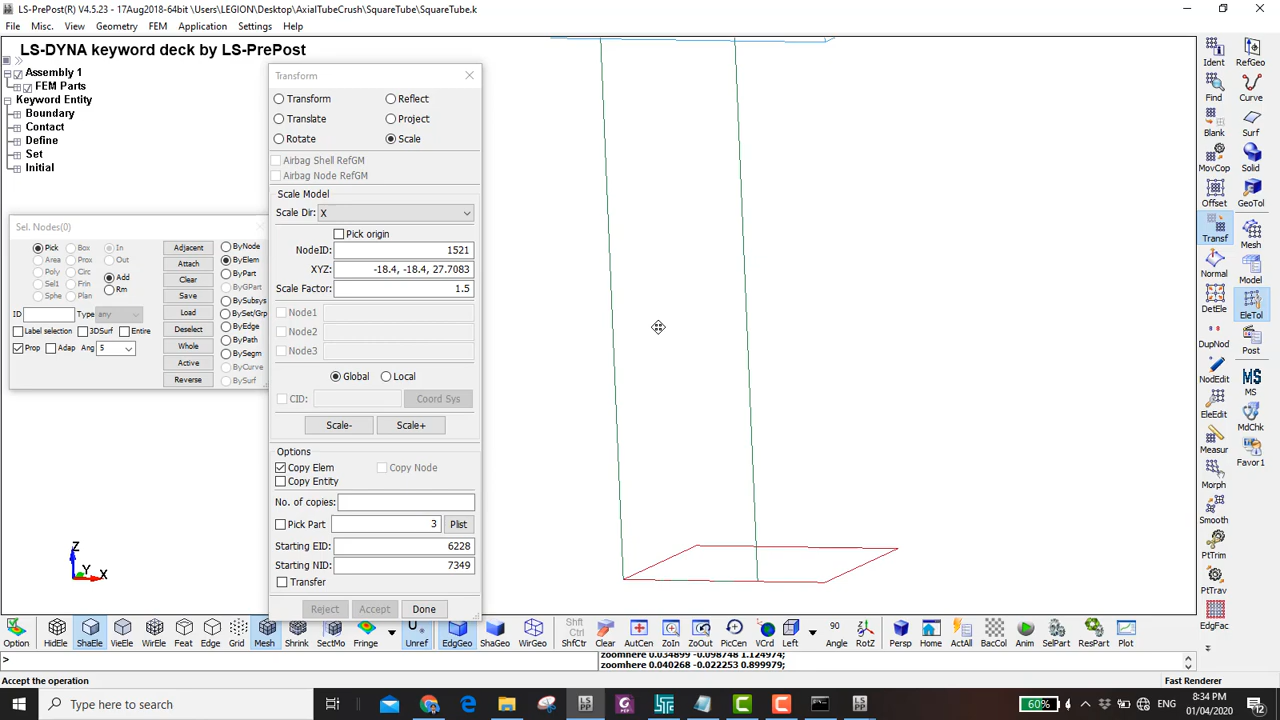 LS-PrePost(R) V4.5.23 - 17Aug2018-64bit \Users\LEGION\Desktop\AxialTubeCrush\SquareTube\SquareTube.k
File Misc. View Geometry FEM Application Settings Help
LS-DYNA keyword deck by LS-PrePost
Assembly 1
FEM Parts
Keyword Entity
Boundary
Contact
Define
Set
Initial
Sel. Nodes(0)
Pick Box In
Area Prox Out
Poly Circ
Sel1 Frin Add
Sphe Plan Rm
ID Type any
Label selection 3DSurf Entire
Prop Adap Ang 5
Adjacent
Attach
Clear
Save
Load
Deselect
Whole
Active
Reverse
ByNode
ByElem
ByPart
ByGPart
BySubsys
BySet/Grp
ByEdge
ByPath
BySegm
ByCurve
BySurf
Transform
Transform Reflect
Translate Project
Rotate Scale
Airbag Shell RefGM
Airbag Node RefGM
Scale Model
Scale Dir: X
Pick origin
NodeID: 1521
XYZ: -18.4, -18.4, 27.7083
Scale Factor: 1.5
Node1
Node2
Node3
Global Local
CID: Coord Sys
Scale- Scale+
Options
Copy Elem Copy Node
Copy Entity
No. of copies:
Pick Part 3 Plist
Starting EID: 6228
Starting NID: 7349
Transfer
Reject Accept Done
Z
Y
X
Ident RefGeo
Find Curve
Blank Surf
MovCop Solid
Offset GeoTol
Transf Mesh
Normal Model
DetEle EleTol
DupNod Post
NodEdit MS
EleEdit MdChk
Measur Favor1
Morph
Smooth
PtTrim
PtTrav
EdgFac
Shft
Ctrl
90
Option HidEle ShaEle VieEle WirEle Feat Edge Grid Mesh Shrink SectMo Fringe Unref EdgGeo ShaGeo WirGeo Clear AutCen ZoIn ZoOut PicCen VCrd Left Angle RotZ Persp Home ActAll BacCol Anim SelPart ResPart Plot
>
zoomhere 0.034899 -0.098748 1.124974;
zoomhere 0.040268 -0.022253 0.899979;
Accept the operation
Fast Renderer
Type here to search
60%
8:34 PM
01/04/2020
12